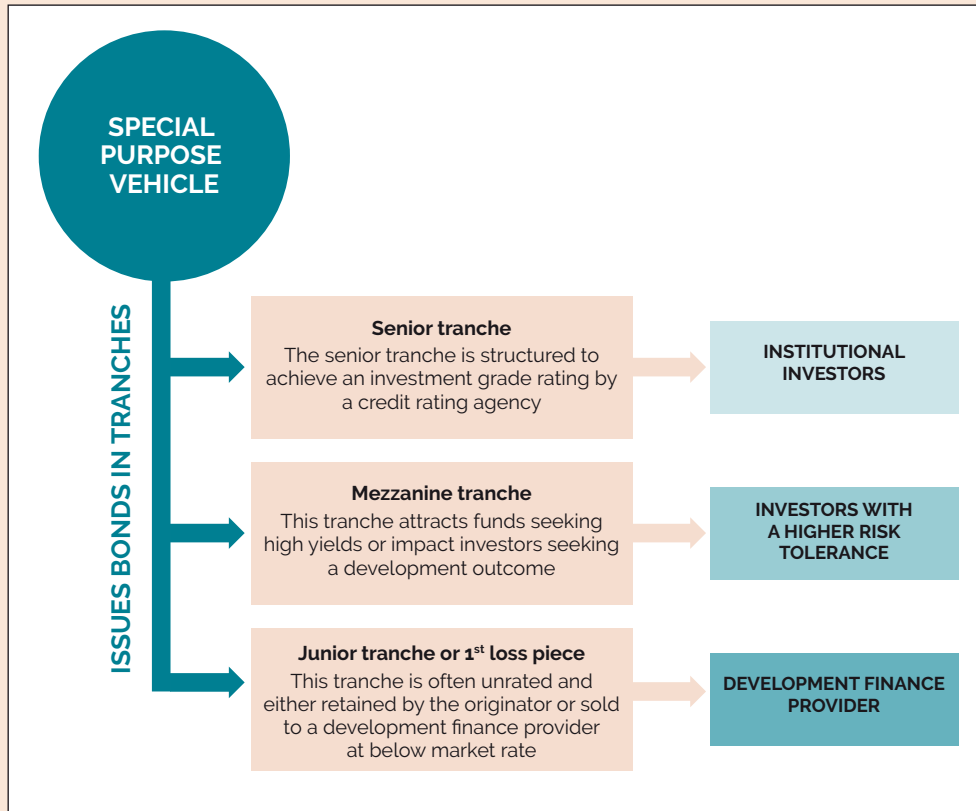 SPECIAL
PURPOSE
VEHICLE
ISSUES BONDS IN TRANCHES
Senior tranche
The senior tranche is structured to
achieve an investment grade rating by
a credit rating agency
INSTITUTIONAL
INVESTORS
Mezzanine tranche
This tranche attracts funds seeking
high yields or impact investors seeking
a development outcome
INVESTORS WITH
A HIGHER RISK
TOLERANCE
Junior tranche or 1st loss piece
This tranche is often unrated and
either retained by the originator or sold
to a development finance provider
at below market rate
DEVELOPMENT FINANCE
PROVIDER